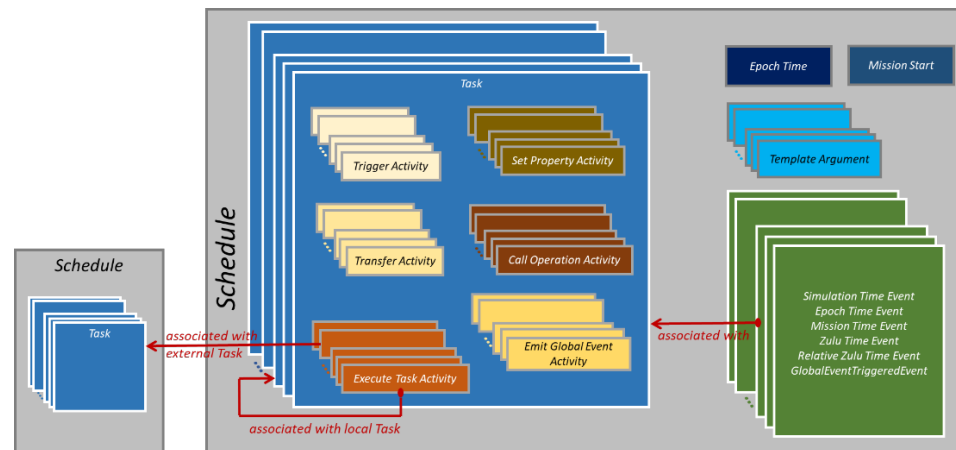 Epoch Time
Mission Start
Task
Trigger Activity
Set Property Activity
Template Argument
Schedule
Transfer Activity
Call Operation Activity
Schedule
Task
Simulation Time Event
Epoch Time Event
Mission Time Event
Zulu Time Event
Relative Zulu Time Event
GlobalEventTriggeredEvent
associated with
external Task
Emit Global Event
Activity
associated with
Execute Task Activity
associated with local Task